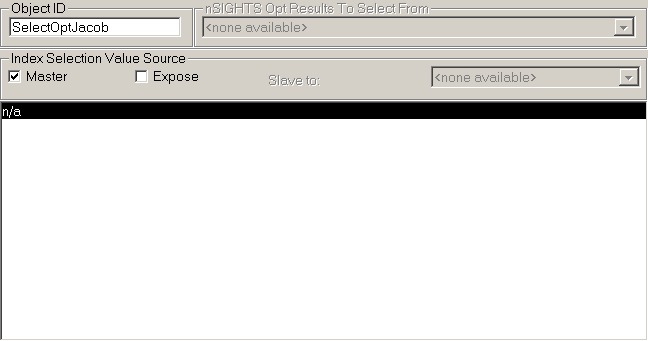 Object ID
nSIGHTS Opt Results To Select From
SelectOptJacob
<none available>
Index Selection Value Source
Master
Expose
Slave to:
<none available>
n/a